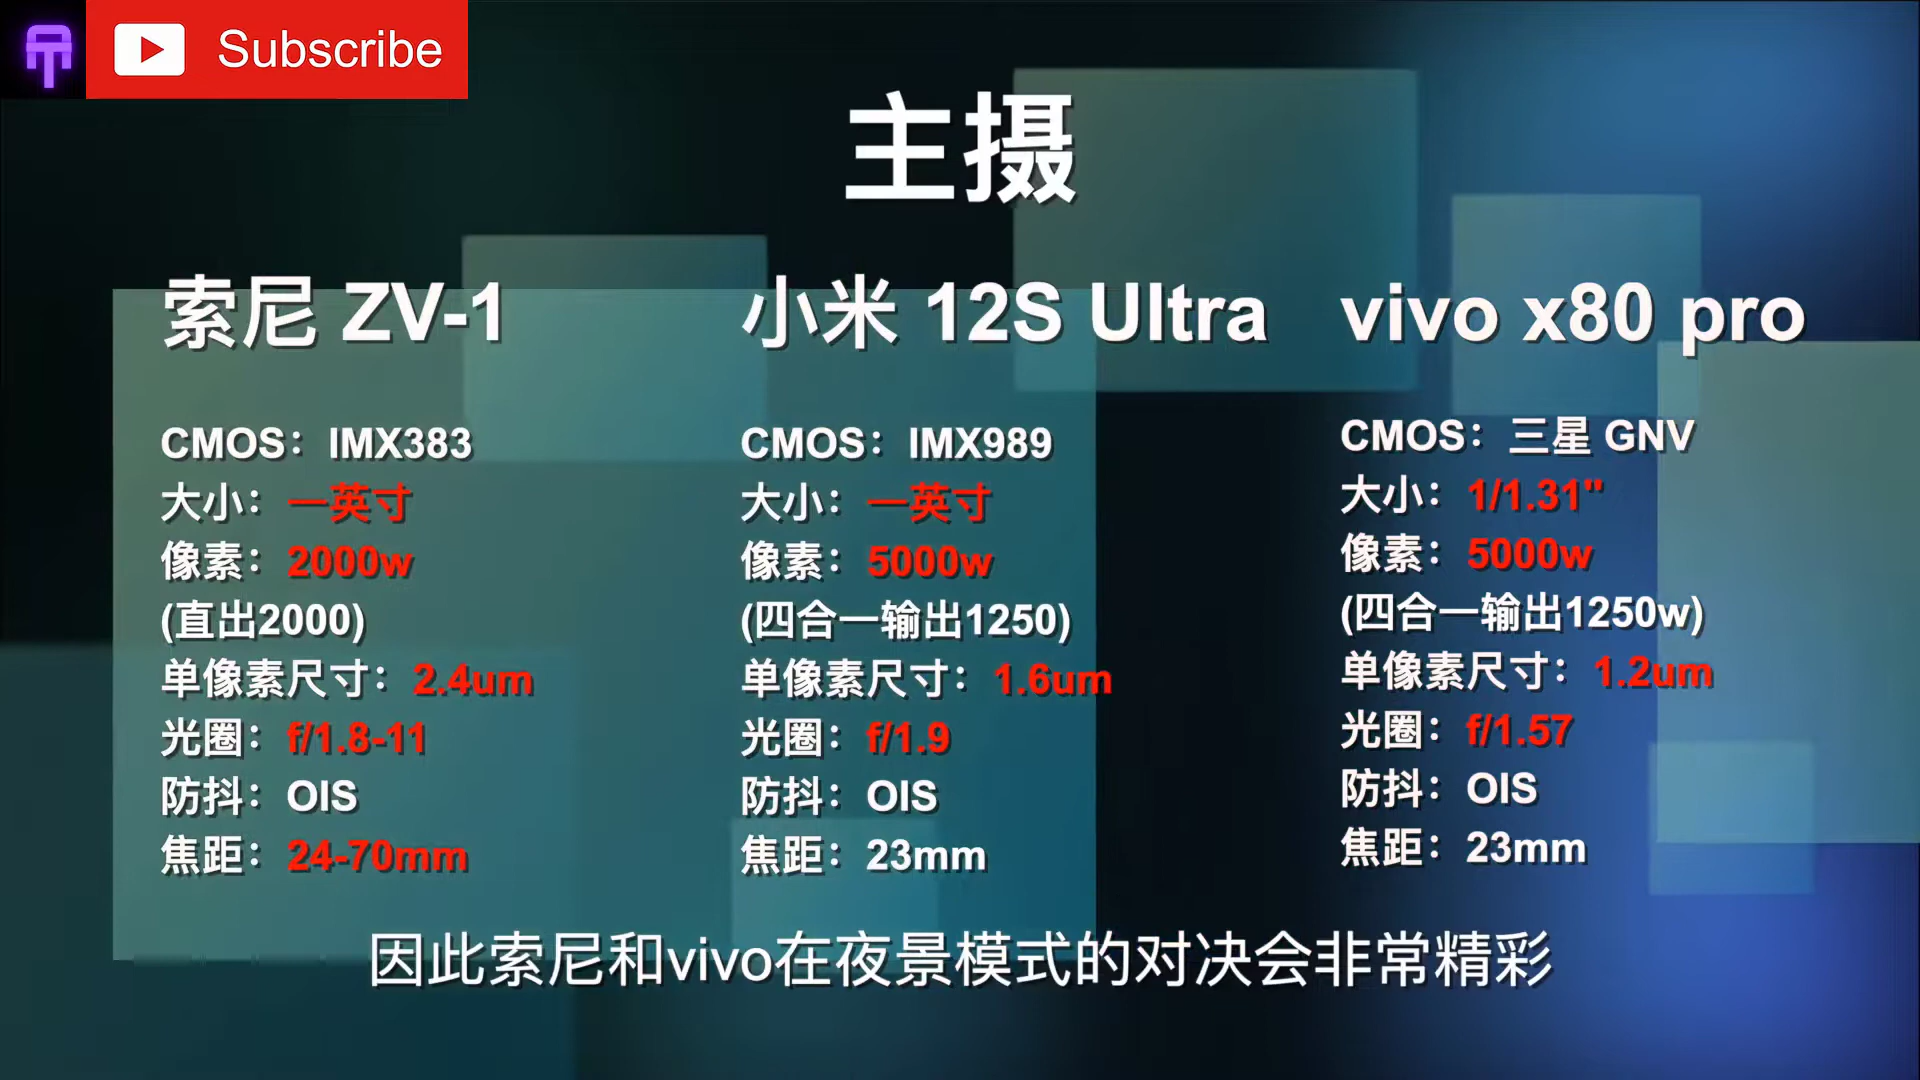 Subscribe
主摄
索尼 ZV-1
CMOS：IMX383
大小：一英寸
像素：2000w
(直出2000)
单像素尺寸：2.4um
光圈：f/1.8-11
防抖：OIS
焦距：24-70mm
小米 12S Ultra
CMOS：IMX989
大小：一英寸
像素：5000w
(四合一输出1250)
单像素尺寸：1.6um
光圈：f/1.9
防抖：OIS
焦距：23mm
vivo x80 pro
CMOS：三星 GNV
大小：1/1.31"
像素：5000w
(四合一输出1250w)
单像素尺寸：1.2um
光圈：f/1.57
防抖：OIS
焦距：23mm
因此索尼和vivo在夜景模式的对决会非常精彩